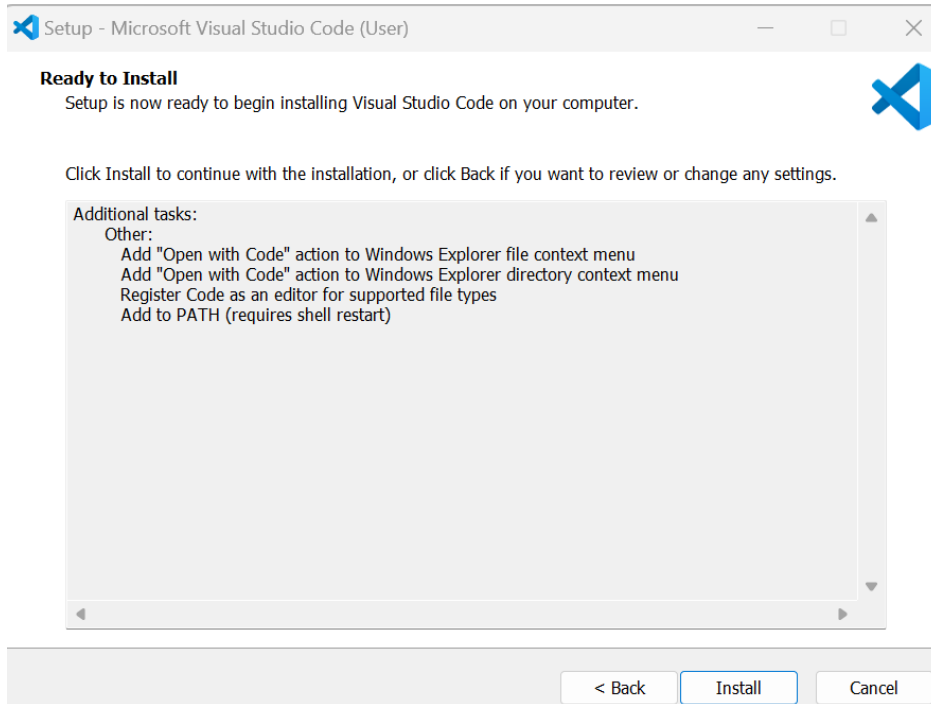 Setup - Microsoft Visual Studio Code (User)
Ready to Install
Setup is now ready to begin installing Visual Studio Code on your computer.
Click Install to continue with the installation, or click Back if you want to review or change any settings.
Additional tasks:
Other:
Add "Open with Code" action to Windows Explorer file context menu
Add "Open with Code" action to Windows Explorer directory context menu
Register Code as an editor for supported file types
Add to PATH (requires shell restart)
< Back Install Cancel